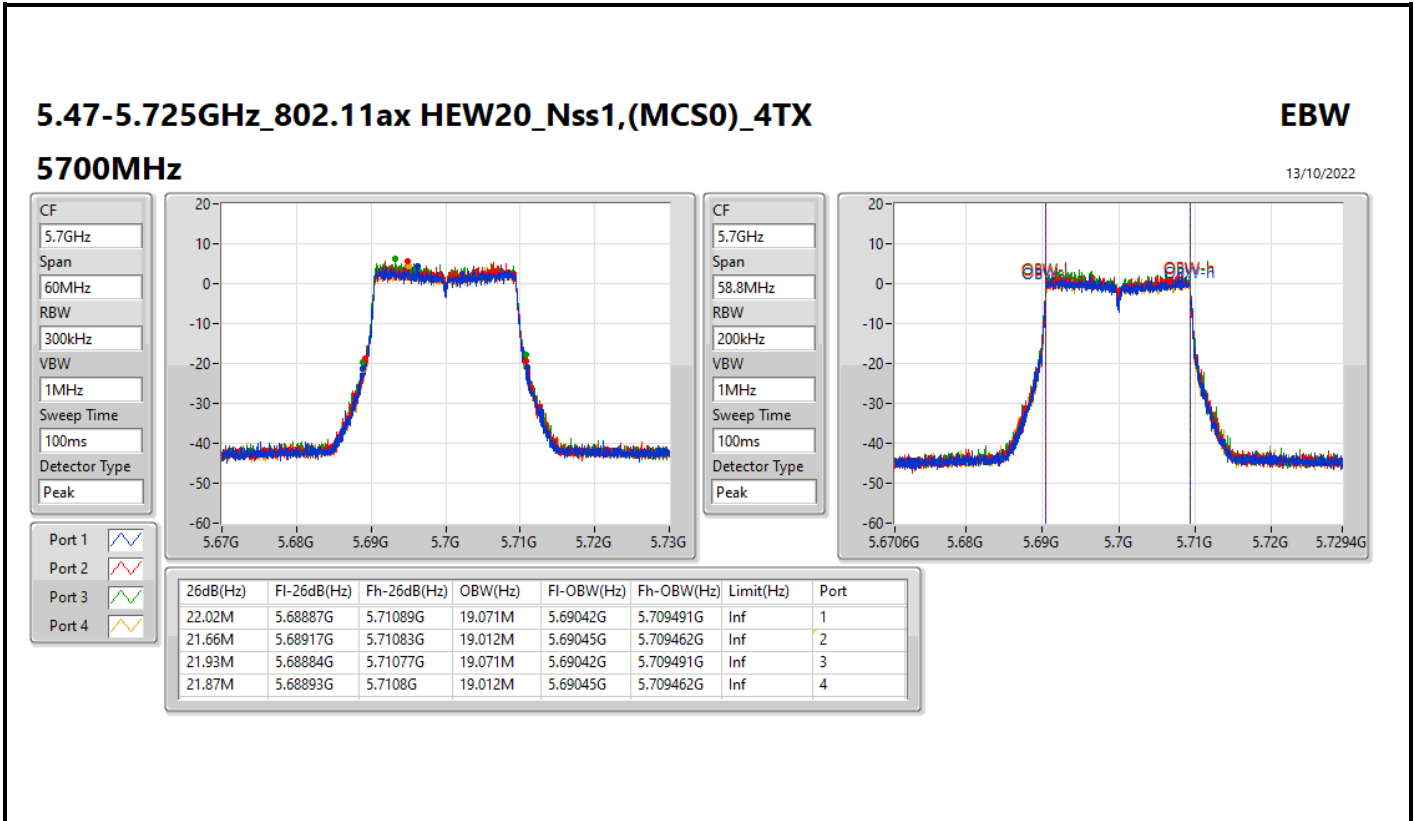 5.47-5.725GHz_802.11ax HEW20_Nss1,(MCS0)_4TX EBW
5700MHz 13/10/2022
CF
5.7GHz
Span
60MHz
RBW
300kHz
VBW
1MHz
Sweep Time
100ms
Detector Type
Peak
20
10
0
-10
-20
-30
-40
-50
-60
5.67G 5.68G 5.69G 5.7G 5.71G 5.72G 5.73G
CF
5.7GHz
Span
58.8MHz
RBW
200kHz
VBW
1MHz
Sweep Time
100ms
Detector Type
Peak
20
10
0
-10
-20
-30
-40
-50
-60
OBW-l OBW-h
5.6706G 5.68G 5.69G 5.7G 5.71G 5.72G 5.7294G
Port 1
Port 2
Port 3
Port 4
26dB(Hz) Fl-26dB(Hz) Fh-26dB(Hz) OBW(Hz) Fl-OBW(Hz) Fh-OBW(Hz) Limit(Hz) Port
22.02M 5.68887G 5.71089G 19.071M 5.69042G 5.709491G Inf 1
21.66M 5.68917G 5.71083G 19.012M 5.69045G 5.709462G Inf 2
21.93M 5.68884G 5.71077G 19.071M 5.69042G 5.709491G Inf 3
21.87M 5.68893G 5.7108G 19.012M 5.69045G 5.709462G Inf 4